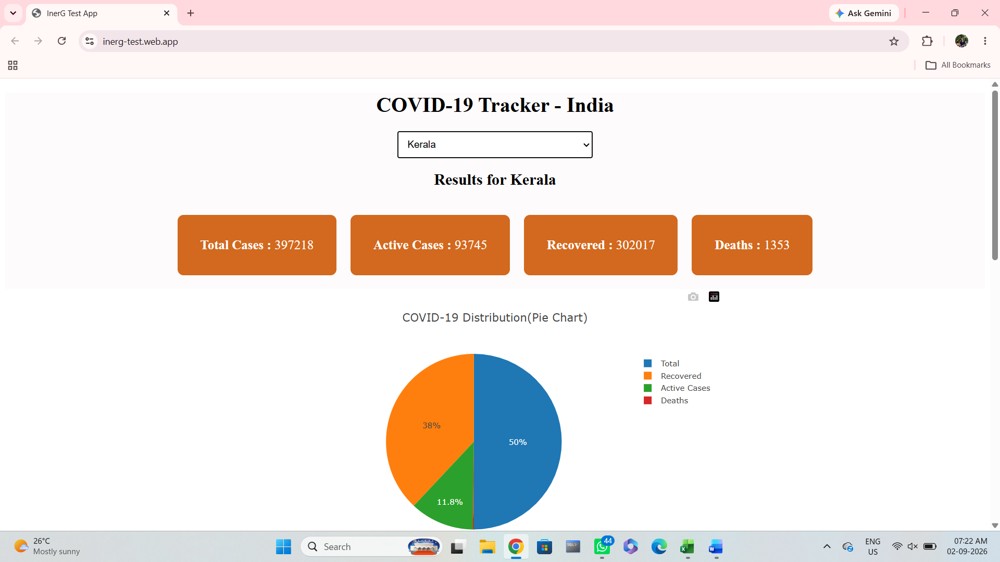 InerG Test App
Ask Gemini
inerg-test.web.app
All Bookmarks
COVID-19 Tracker - India
Kerala
Results for Kerala
Total Cases : 397218
Active Cases : 93745
Recovered : 302017
Deaths : 1353
COVID-19 Distribution(Pie Chart)
Total
Recovered
Active Cases
Deaths
38%
50%
11.8%
26°C
Mostly sunny
Search
SQL>
44
ENG
US
07:22 AM
02-09-2026